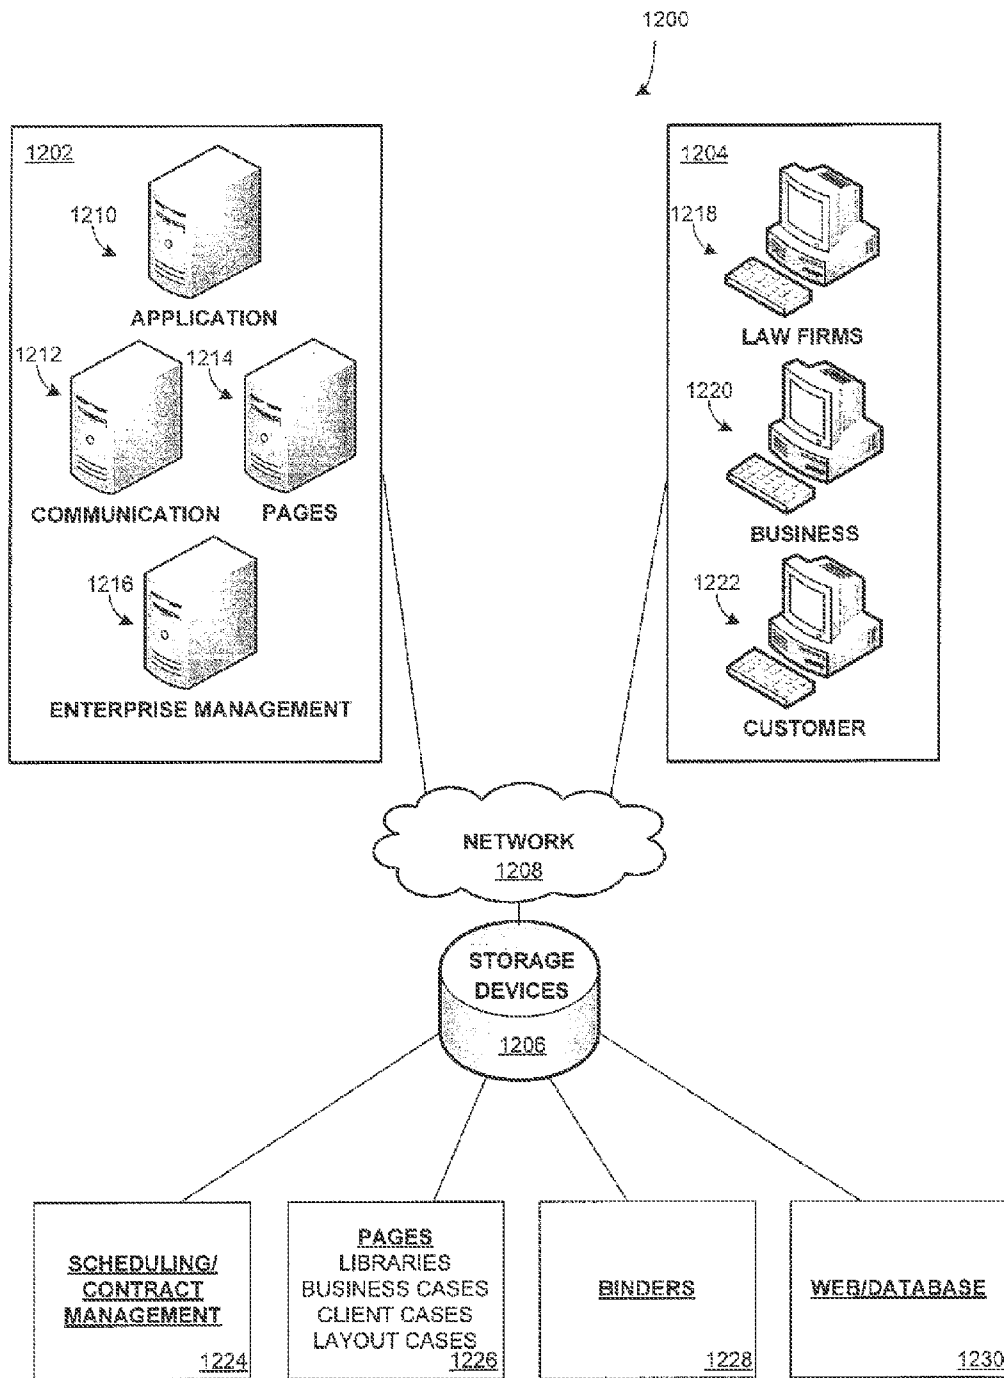 1200
1202
1210
APPLICATION
1212
1214
COMMUNICATION
PAGES
1216
ENTERPRISE MANAGEMENT
1204
1218
LAW FIRMS
1220
BUSINESS
1222
CUSTOMER
NETWORK
1208
STORAGE
DEVICES
1206
SCHEDULING/
CONTRACT
MANAGEMENT
1224
PAGES
LIBRARIES
BUSINESS CASES
CLIENT CASES
LAYOUT CASES
1226
BINDERS
1228
WEB/DATABASE
1230